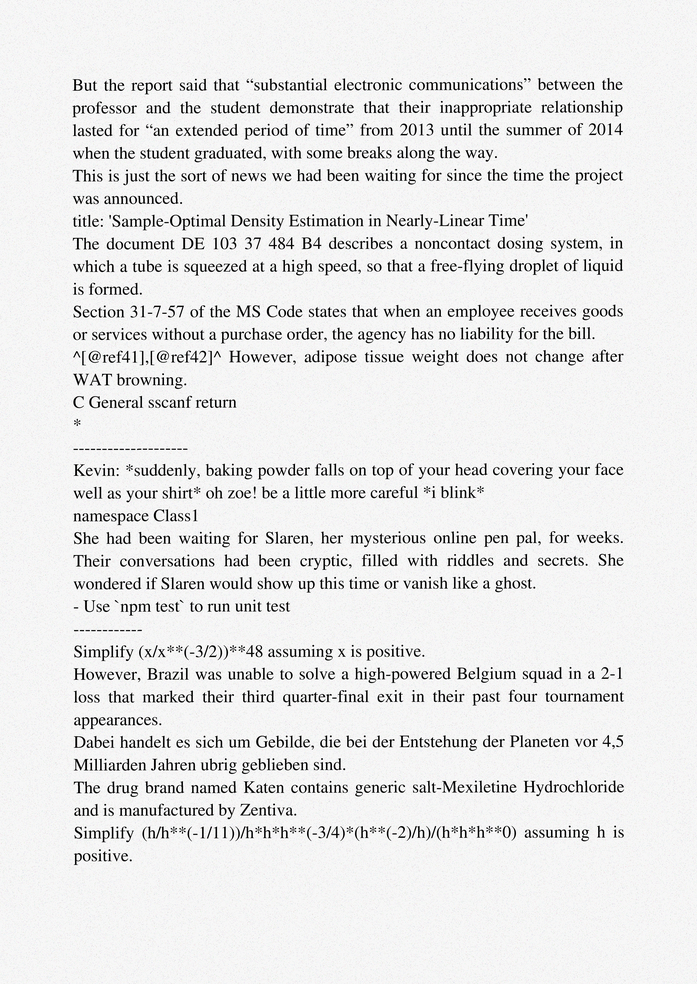 But the report said that “substantial electronic communications” between the
professor and the student demonstrate that their inappropriate relationship
lasted for “an extended period of time” from 2013 until the summer of 2014
when the student graduated, with some breaks along the way.
This is just the sort of news we had been waiting for since the time the project
was announced.
title: 'Sample-Optimal Density Estimation in Nearly-Linear Time'
The document DE 103 37 484 B4 describes a noncontact dosing system, in
which a tube is squeezed at a high speed, so that a free-flying droplet of liquid
is formed.
Section 31-7-57 of the MS Code states that when an employee receives goods
or services without a purchase order, the agency has no liability for the bill.
^[@ref41],[@ref42]^ However, adipose tissue weight does not change after
WAT browning.
C General sscanf return
*
--------------------
Kevin: *suddenly, baking powder falls on top of your head covering your face
well as your shirt* oh zoe! be a little more careful *i blink*
namespace Class1
She had been waiting for Slaren, her mysterious online pen pal, for weeks.
Their conversations had been cryptic, filled with riddles and secrets. She
wondered if Slaren would show up this time or vanish like a ghost.
- Use `npm test` to run unit test
------------
Simplify (x/x**(-3/2))**48 assuming x is positive.
However, Brazil was unable to solve a high-powered Belgium squad in a 2-1
loss that marked their third quarter-final exit in their past four tournament
appearances.
Dabei handelt es sich um Gebilde, die bei der Entstehung der Planeten vor 4,5
Milliarden Jahren ubrig geblieben sind.
The drug brand named Katen contains generic salt-Mexiletine Hydrochloride
and is manufactured by Zentiva.
Simplify (h/h**(-1/11))/h*h*h**(-3/4)*(h**(-2)/h)/(h*h*h**0) assuming h is
positive.